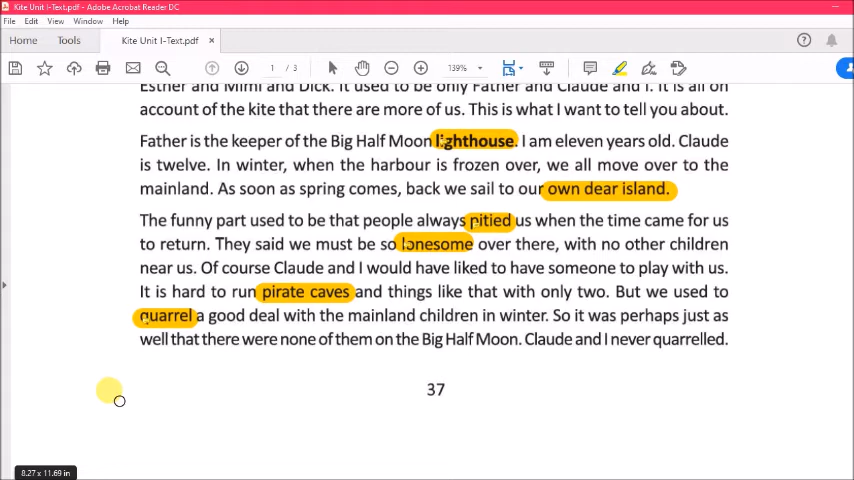 Kite Unit I-Text.pdf - Adobe Acrobat Reader DC
File Edit View Window Help
Home Tools Kite Unit I-Text.pdf ×
1 / 3 139%
Esther and Mimi and Dick. It used to be only Father and Claude and I. It is all on
account of the kite that there are more of us. This is what I want to tell you about.
Father is the keeper of the Big Half Moon lighthouse. I am eleven years old. Claude
is twelve. In winter, when the harbour is frozen over, we all move over to the
mainland. As soon as spring comes, back we sail to our own dear island.
The funny part used to be that people always pitied us when the time came for us
to return. They said we must be so lonesome over there, with no other children
near us. Of course Claude and I would have liked to have someone to play with us.
It is hard to run pirate caves and things like that with only two. But we used to
quarrel a good deal with the mainland children in winter. So it was perhaps just as
well that there were none of them on the Big Half Moon. Claude and I never quarrelled.
37
8.27 x 11.69 in